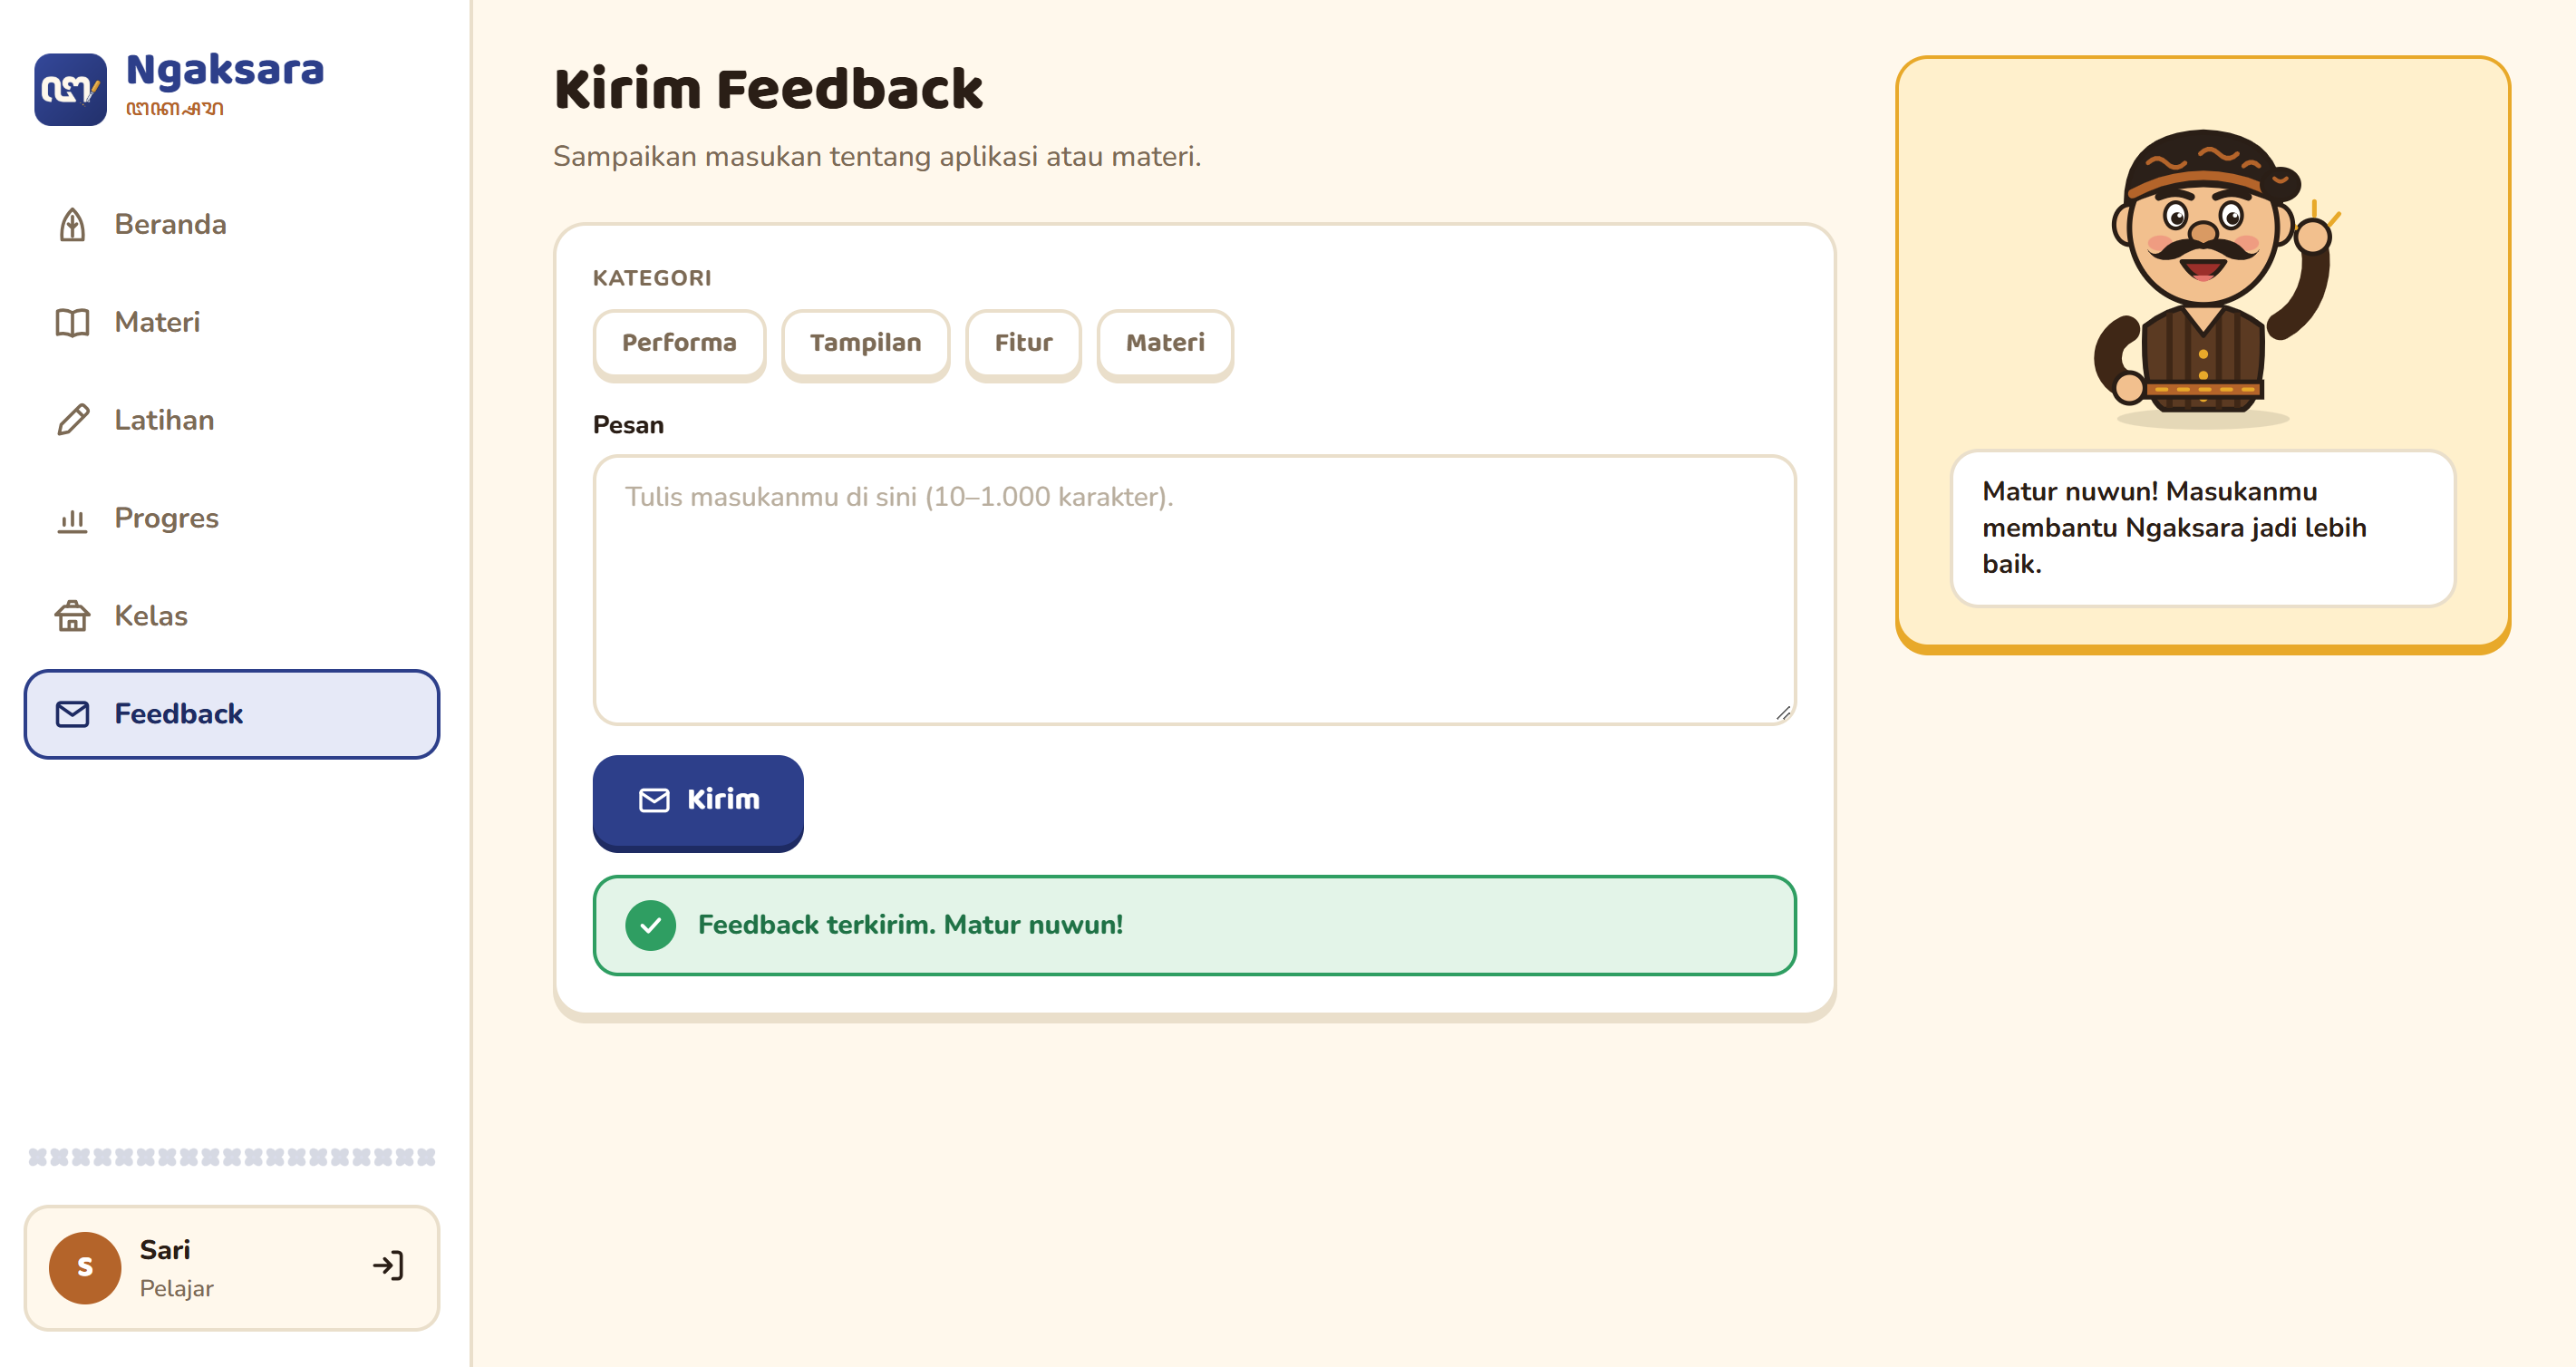 Ngaksara
Beranda
Materi
Latihan
Progres
Kelas
Feedback
S
Sari
Pelajar
Kirim Feedback
Sampaikan masukan tentang aplikasi atau materi.
KATEGORI
Performa
Tampilan
Fitur
Materi
Pesan
Tulis masukanmu di sini (10–1.000 karakter).
Kirim
Feedback terkirim. Matur nuwun!
Matur nuwun! Masukanmu
membantu Ngaksara jadi lebih
baik.